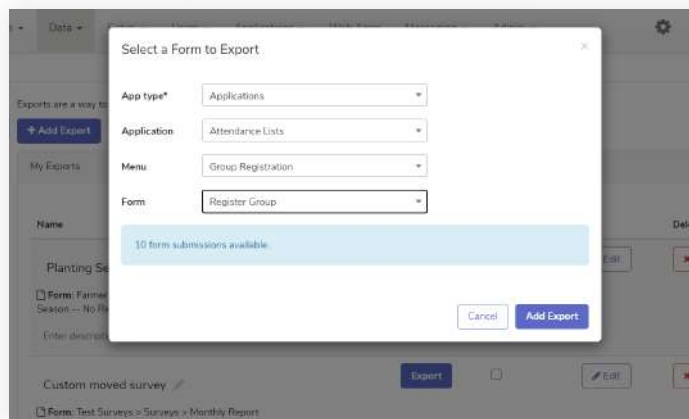 Data
Select a Form to Export
×
Exports are a way to
+ Add Export
App type*
Applications
Application
Attendance Lists
My Exports
Menu
Group Registration
Form
Register Group
Name
10 form submissions available.
Planting Se
Edit
Form: Farmer
Season -- No Re
Cancel
Add Export
Custom moved survey
Export
Edit
Form: Test Surveys > Surveys > Monthly Report